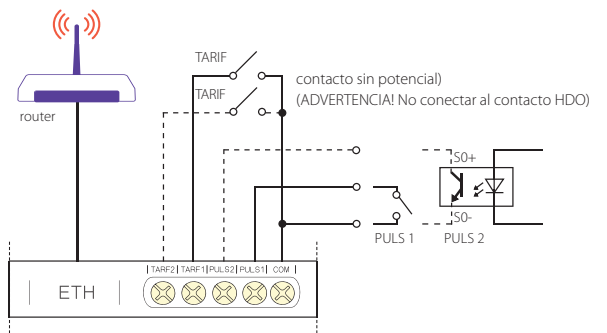 TARIF
contacto sin potencial)
TARIF
(ADVERTENCIA! No conectar al contacto HDO)
router
S0+
S0-
PULS 1
PULS 2
TARF2 TARF1 PULS2 PULS1 COM
ETH